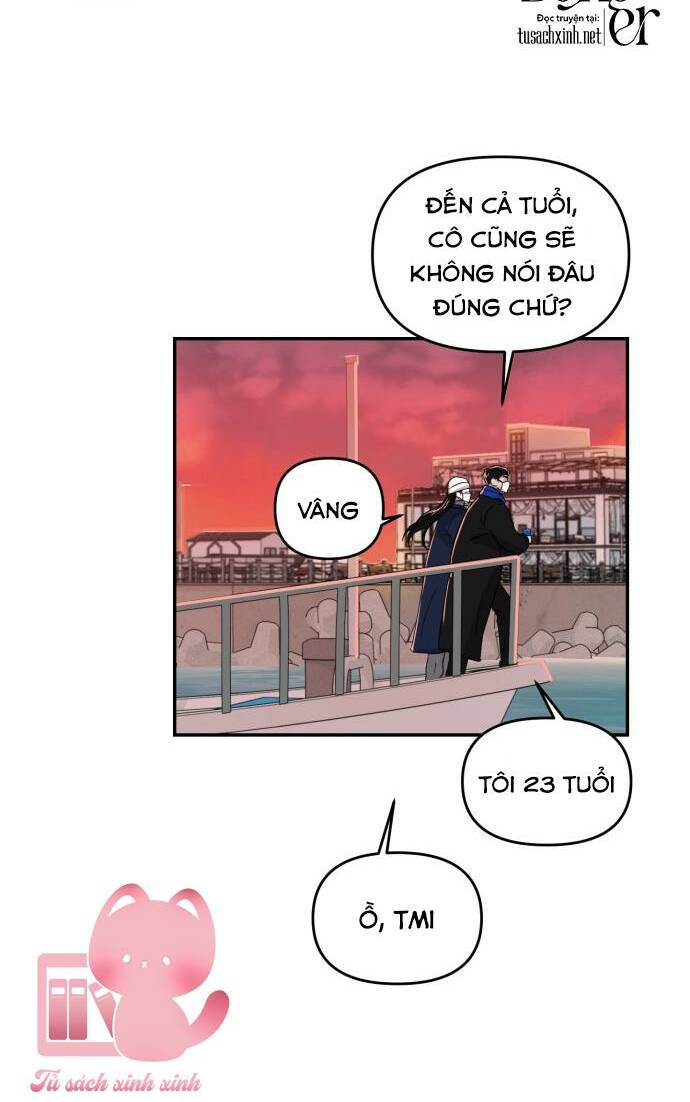 Đọc truyện tại:
tusachxinh.net
er
ĐẾN CẢ TUỔI,
CÔ CŨNG SẼ
KHÔNG NÓI ĐÂU
ĐÚNG CHỨ?
VÂNG
TÔI 23 TUỔI
Ồ, TMI
Tủ sách xinh xinh